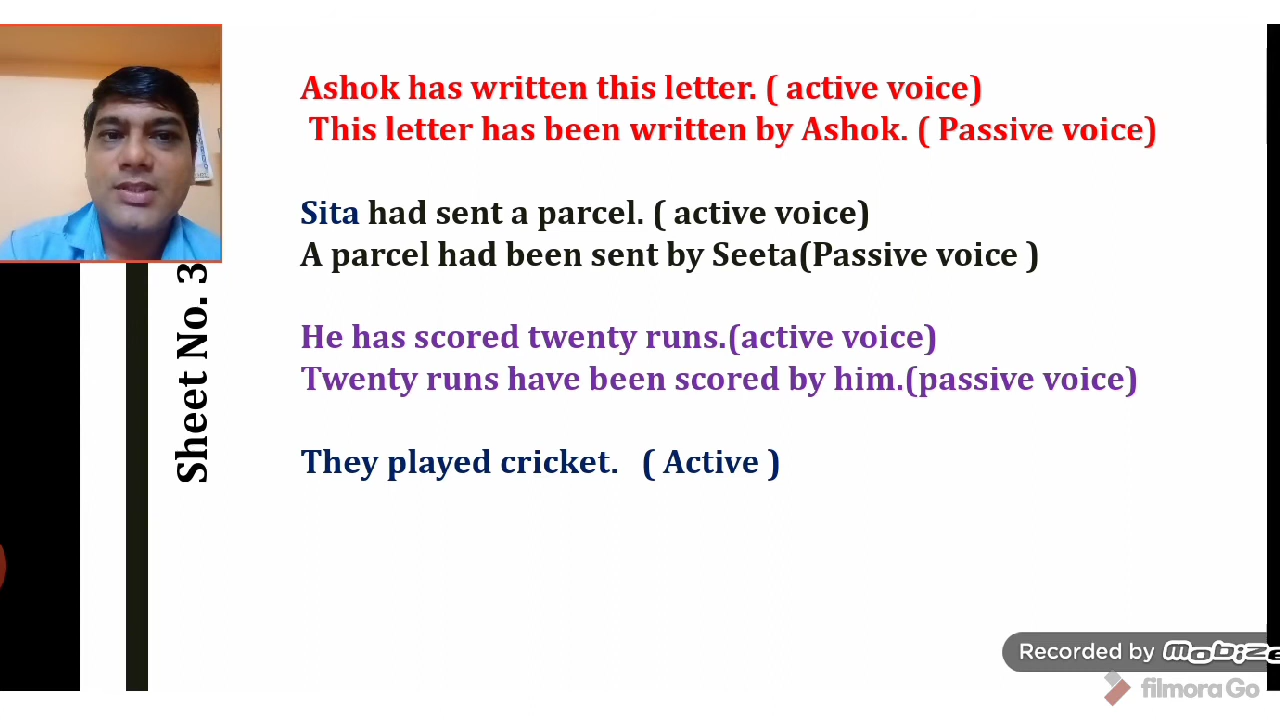 Ashok has written this letter. ( active voice)
This letter has been written by Ashok. ( Passive voice)
Sita had sent a parcel. ( active voice)
A parcel had been sent by Seeta(Passive voice )
He has scored twenty runs.(active voice)
Twenty runs have been scored by him.(passive voice)
They played cricket. ( Active )
Sheet No. 3
Recorded by
filmora Go